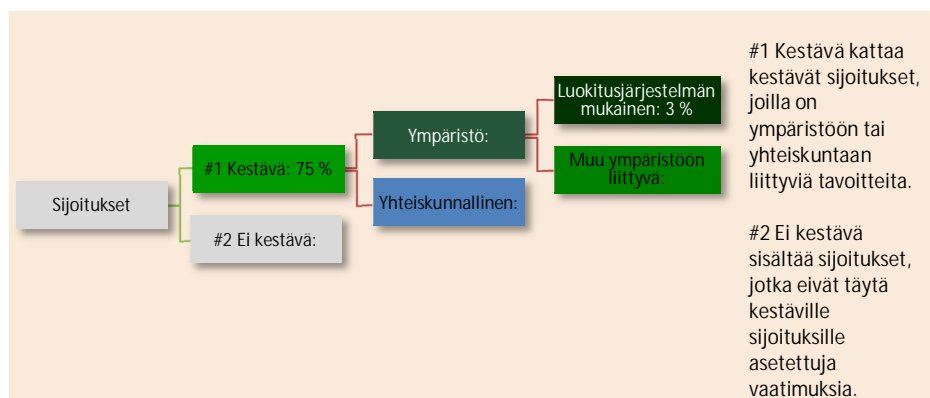 Sijoitukset
#1 Kestävä: 75 %
#2 Ei kestävä:
Ympäristö:
Yhteiskunnallinen:
Luokitusjärjestelmän
mukainen: 3 %
Muu ympäristöön
liittyvä:
#1 Kestävä kattaa
kestävät sijoitukset,
joilla on
ympäristöön tai
yhteiskuntaan
liittyviä tavoitteita.
#2 Ei kestävä
sisältää sijoitukset,
jotka eivät täytä
kestäville
sijoituksille
asetettuja
vaatimuksia.